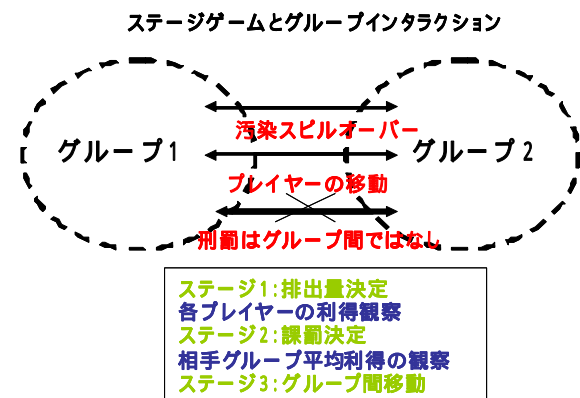 ステージゲームとグループインタラクション
グループ1
グループ2
汚染スピルオーバー
プレイヤーの移動
刑罰はグループ間ではなし
ステージ1:排出量決定
各プレイヤーの利得観察
ステージ2:課罰決定
相手グループ平均利得の観察
ステージ3:グループ間移動